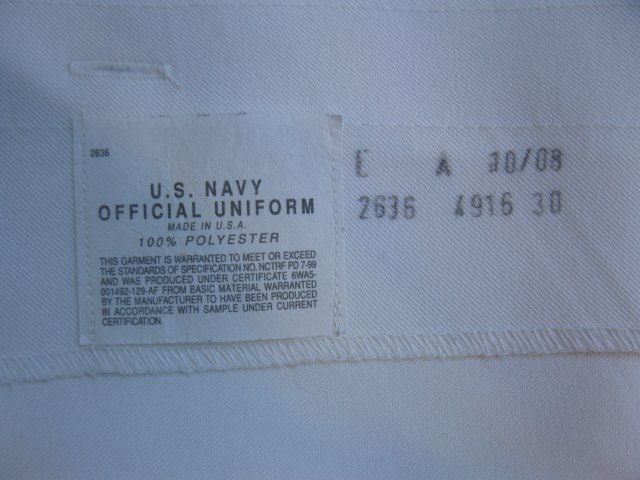 2636
U.S. NAVY
OFFICIAL UNIFORM
MADE IN U.S.A.
100% POLYESTER
THIS GARMENT IS WARRANTED TO MEET OR EXCEED
THE STANDARDS OF SPECIFICATION NO. NCTRF PD 7-99
AND WAS PRODUCED UNDER CERTIFICATE 6WA5-
001492-129-AF FROM BASIC MATERIAL WARRANTED
BY THE MANUFACTURER TO HAVE BEEN PRODUCED
IN ACCORDANCE WITH SAMPLE UNDER CURRENT
CERTIFICATION.
E A 10/08
2636 4916 30